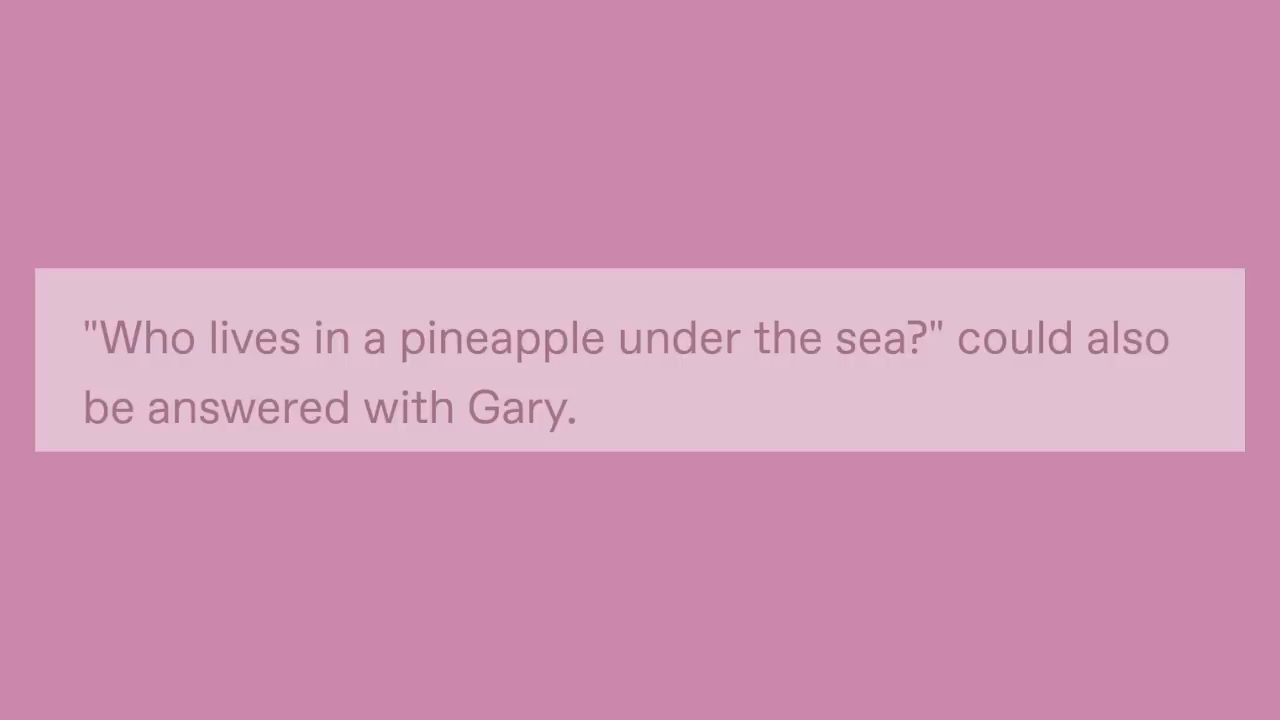 "Who lives in a pineapple under the sea?" could also
be answered with Gary.